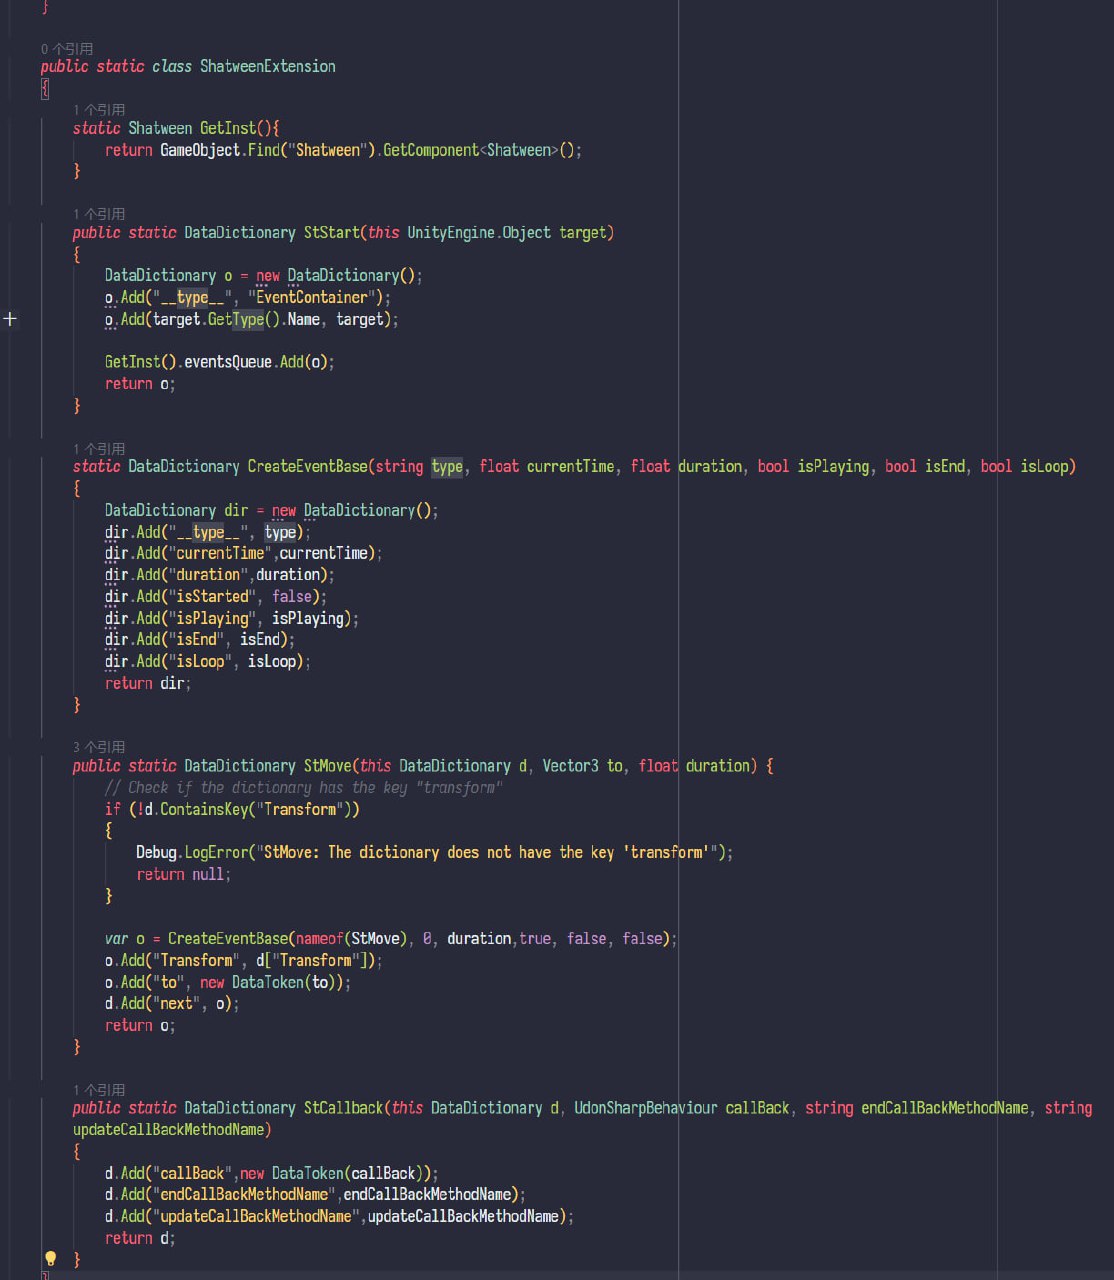 }
0 个引用
public static class ShatweenExtension
{
1 个引用
static Shatween GetInst(){
return GameObject.Find("Shatween").GetComponent<Shatween>();
}
1 个引用
public static DataDictionary StStart(this UnityEngine.Object target)
{
DataDictionary o = new DataDictionary();
o.Add("__type__", "EventContainer");
o.Add(target.GetType().Name, target);
GetInst().eventsQueue.Add(o);
return o;
}
1 个引用
static DataDictionary CreateEventBase(string type, float currentTime, float duration, bool isPlaying, bool isEnd, bool isLoop)
{
DataDictionary dir = new DataDictionary();
dir.Add("__type__", type);
dir.Add("currentTime",currentTime);
dir.Add("duration",duration);
dir.Add("isStarted", false);
dir.Add("isPlaying", isPlaying);
dir.Add("isEnd", isEnd);
dir.Add("isLoop", isLoop);
return dir;
}
3 个引用
public static DataDictionary StMove(this DataDictionary d, Vector3 to, float duration) {
// Check if the dictionary has the key "transform"
if (!d.ContainsKey("Transform"))
{
Debug.LogError("StMove: The dictionary does not have the key 'transform'");
return null;
}
var o = CreateEventBase(nameof(StMove), 0, duration,true, false, false);
o.Add("Transform", d["Transform"]);
o.Add("to", new DataToken(to));
d.Add("next", o);
return o;
}
1 个引用
public static DataDictionary StCallback(this DataDictionary d, UdonSharpBehaviour callBack, string endCallBackMethodName, string
updateCallBackMethodName)
{
d.Add("callBack",new DataToken(callBack));
d.Add("endCallBackMethodName",endCallBackMethodName);
d.Add("updateCallBackMethodName",updateCallBackMethodName);
return d;
}
}